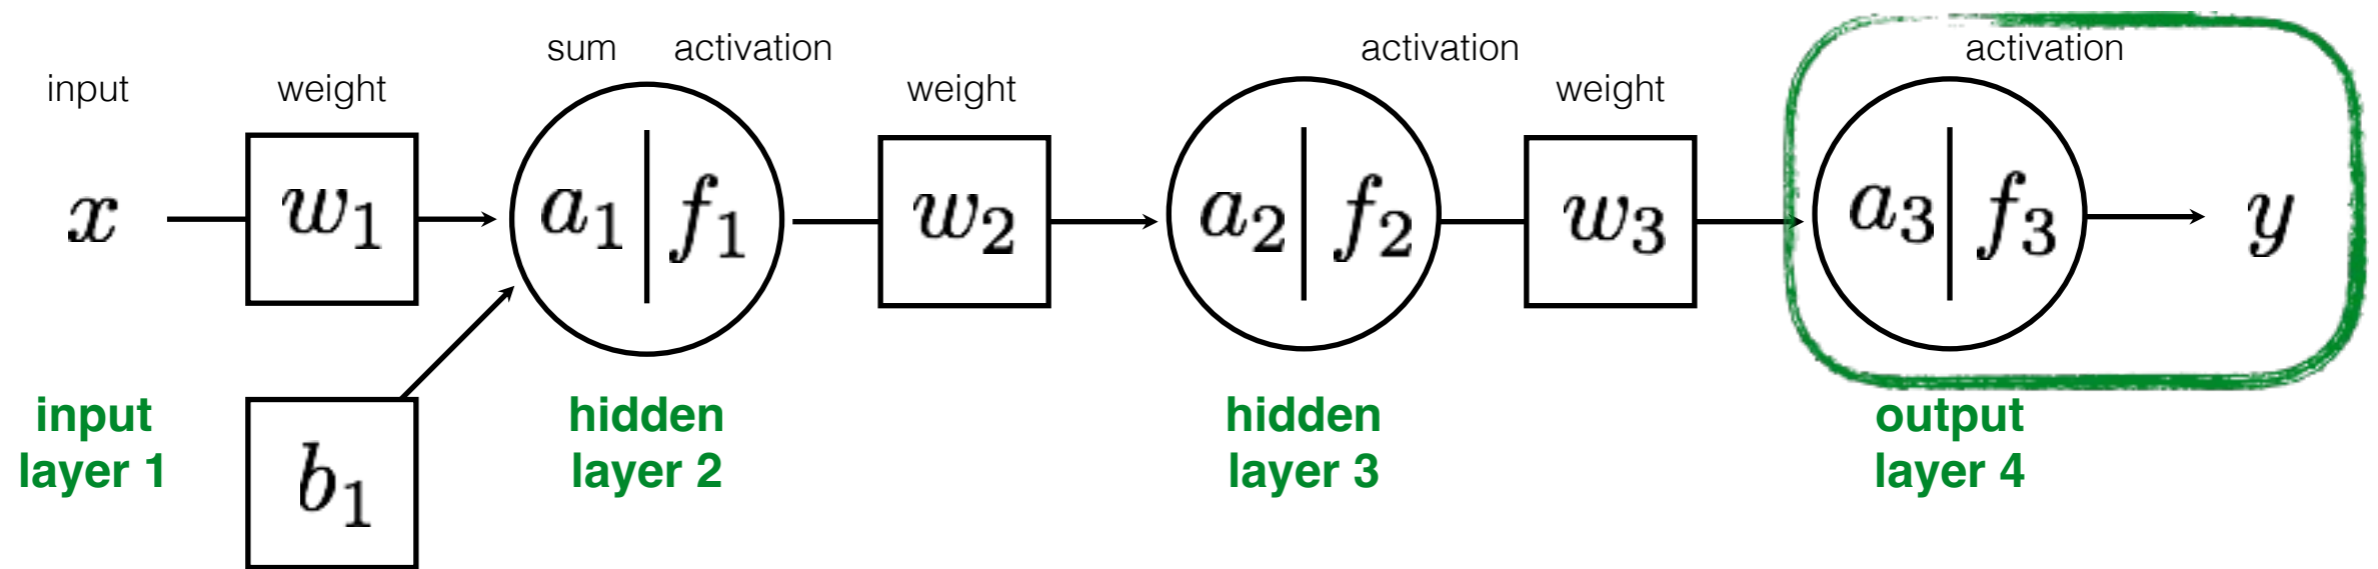 sum activation activation activation
input weight weight weight
x w₁ a₁ f₁ w₂ a₂ f₂ w₃ a₃ f₃ y
input hidden hidden output
layer 1 layer 2 layer 3 layer 4
b₁